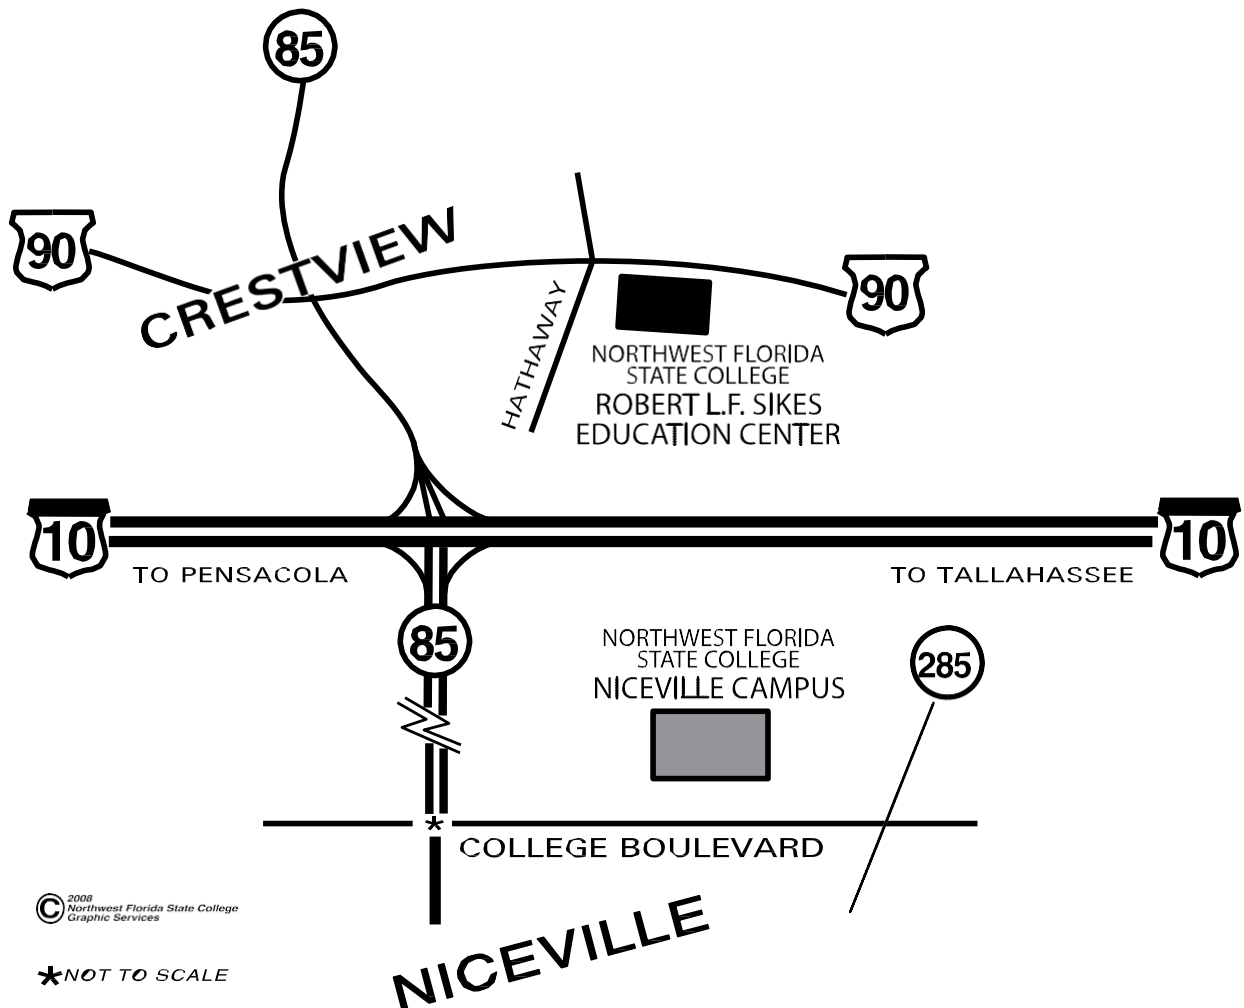 85
90
CRESTVIEW
90
HATHAWAY
NORTHWEST FLORIDA
STATE COLLEGE
ROBERT L.F. SIKES
EDUCATION CENTER
10
10
TO PENSACOLA
TO TALLAHASSEE
85
NORTHWEST FLORIDA
STATE COLLEGE
NICEVILLE CAMPUS
285
*
COLLEGE BOULEVARD
© 2008
Northwest Florida State College
Graphic Services
NICEVILLE
*NOT TO SCALE